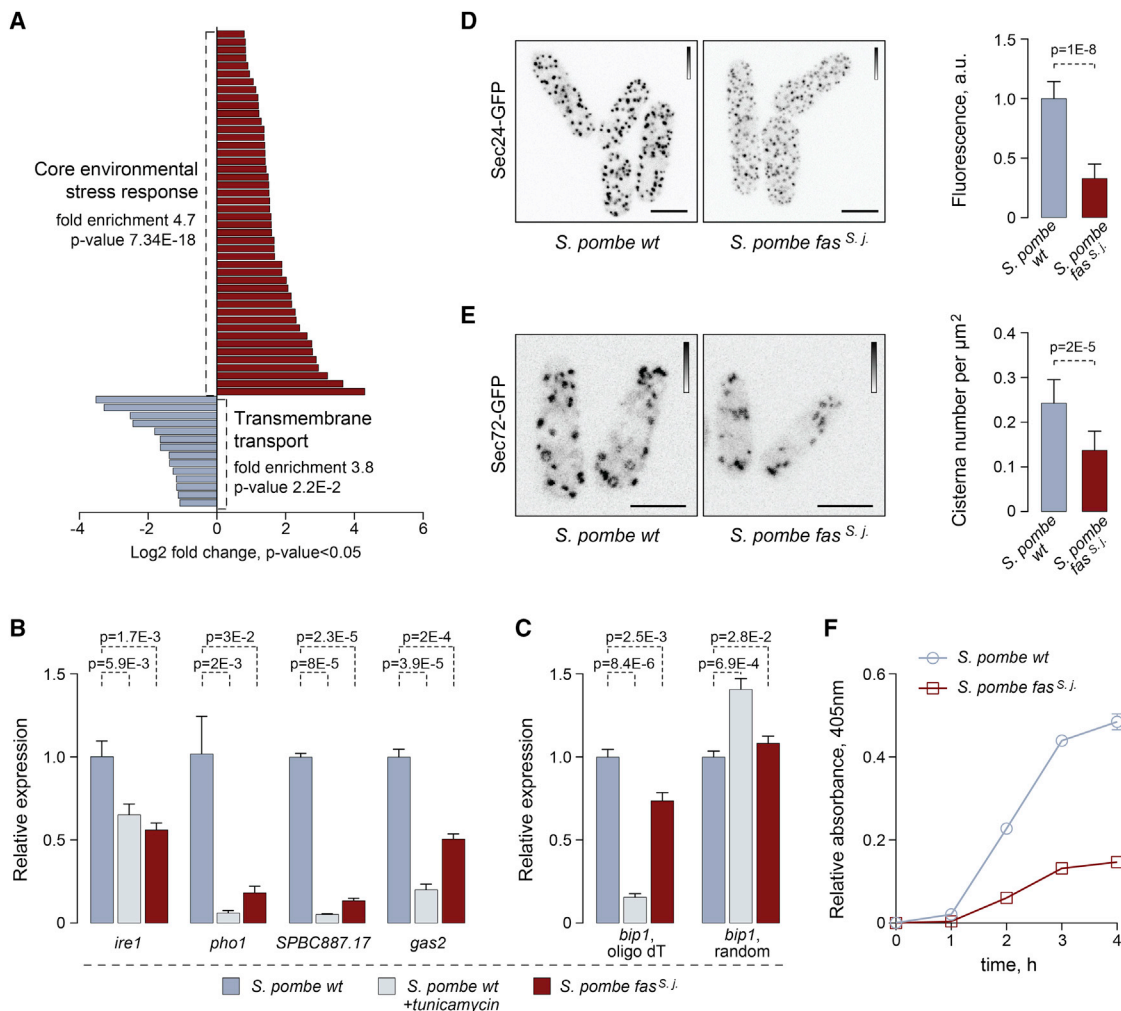 A
Core environmental
stress response
fold enrichment 4.7
p-value 7.34E-18
Transmembrane
transport
fold enrichment 3.8
p-value 2.2E-2
-4 -2 0 2 4 6
Log2 fold change, p-value<0.05
D
Sec24-GFP
S. pombe wt
S. pombe fas S. j.
Fluorescence, a.u.
1.5
1.0
0.5
0
p=1E-8
S. pombe
wt
S. pombe
fas S. j.
E
Sec72-GFP
S. pombe wt
S. pombe fas S. j.
Cisterna number per µm²
0.4
0.3
0.2
0.1
0
p=2E-5
S. pombe
wt
S. pombe
fas S. j.
B
p=1.7E-3 p=3E-2 p=2.3E-5 p=2E-4
p=5.9E-3 p=2E-3 p=8E-5 p=3.9E-5
Relative expression
1.5
1.0
0.5
0
ire1 pho1 SPBC887.17 gas2
C
p=2.5E-3 p=2.8E-2
p=8.4E-6 p=6.9E-4
Relative expression
1.5
1.0
0.5
0
bip1, bip1,
oligo dT random
S. pombe wt
S. pombe wt
+tunicamycin
S. pombe fas S. j.
F
S. pombe wt
S. pombe fas S. j.
Relative absorbance, 405nm
0.6
0.4
0.2
0
0 1 2 3 4
time, h